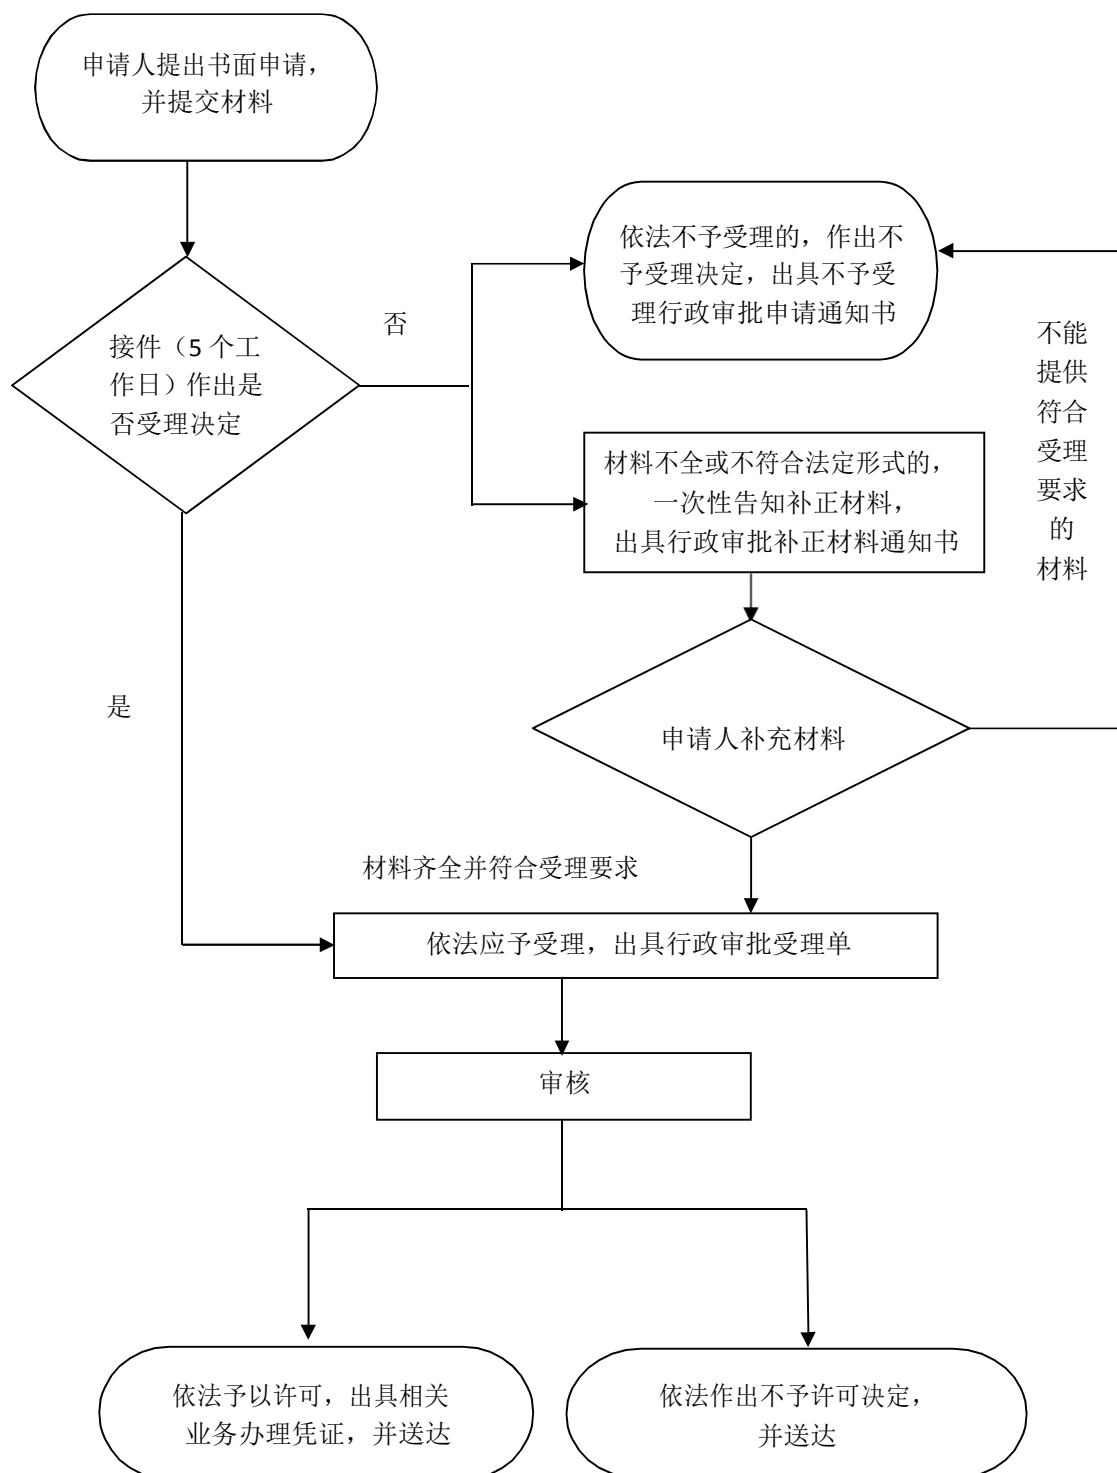 申请人提出书面申请，
并提交材料
依法不予受理的，作出不
予受理决定，出具不予受
理行政审批申请通知书
否
接件（5 个工
作日）作出是
否受理决定
不能
提供
符合
受理
要求
的
材料
材料不全或不符合法定形式的，
一次性告知补正材料，
出具行政审批补正材料通知书
是
申请人补充材料
材料齐全并符合受理要求
依法应予受理，出具行政审批受理单
审核
依法予以许可，出具相关
业务办理凭证，并送达
依法作出不予许可决定，
并送达